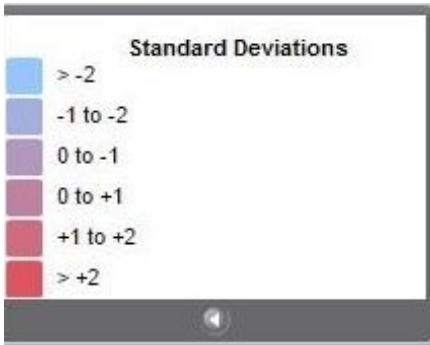 Standard Deviations
> -2
-1 to -2
0 to -1
0 to +1
+1 to +2
> +2